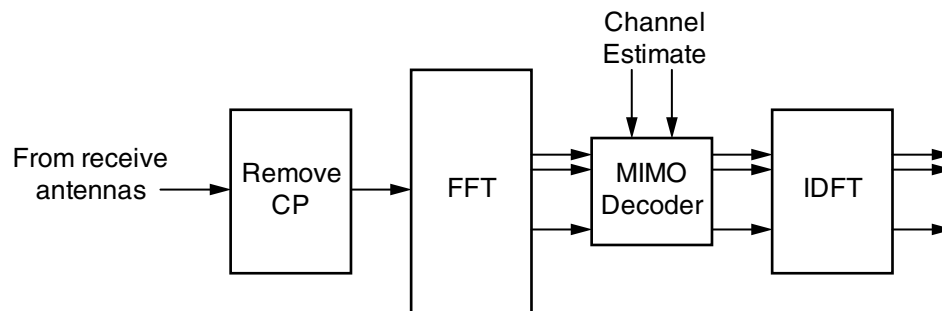 Channel
Estimate
From receive
antennas
Remove
CP
FFT
MIMO
Decoder
IDFT